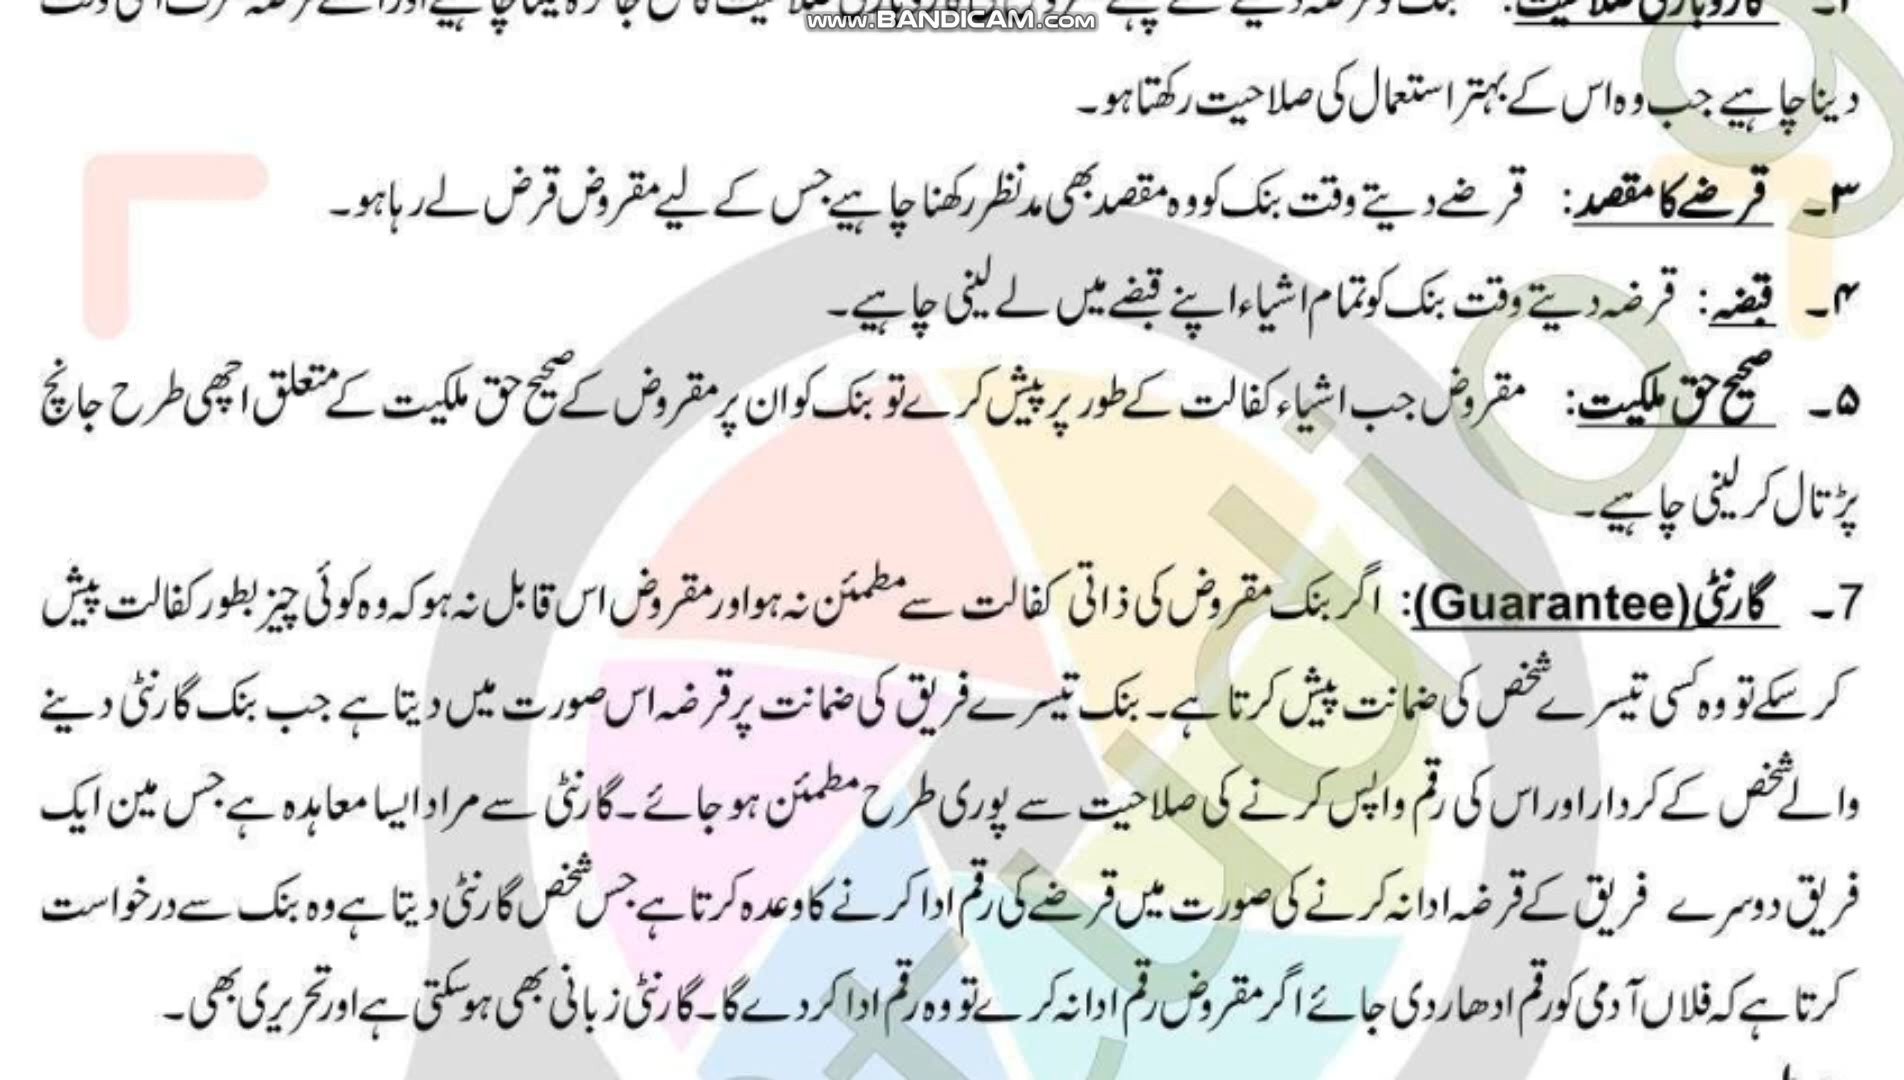 www.BANDICAM.com
۲۔ کاروباری صلاحیت:
دینا چاہیے جب وہ اس کے بہتر استعمال کی صلاحیت رکھتا ہو۔
۳۔ قرضے کا مقصد: قرضے دیتے وقت بنک کو وہ مقصد بھی مدنظر رکھنا چاہیے جس کے لیے مقروض قرض لے رہا ہو۔
۴۔ قبضہ: قرضہ دیتے وقت بنک کو تمام اشیاء اپنے قبضے میں لے لینی چاہیے۔
۵۔ صحیح حق ملکیت: مقروض جب اشیاء کفالت کے طور پر پیش کرے تو بنک کو ان پر مقروض کے صحیح حق ملکیت کے متعلق اچھی طرح جانچ
پڑتال کر لینی چاہیے۔
7۔ گارنٹی (Guarantee): اگر بنک مقروض کی ذاتی کفالت سے مطمئن نہ ہو اور مقروض اس قابل نہ ہو کہ وہ کوئی چیز بطور کفالت پیش
کر سکے تو وہ کسی تیسرے شخص کی ضمانت پیش کرتا ہے۔ بنک تیسرے فریق کی ضمانت پر قرضہ اس صورت میں دیتا ہے جب بنک گارنٹی دینے
والے شخص کے کردار اور اس کی رقم واپس کرنے کی صلاحیت سے پوری طرح مطمئن ہو جائے۔ گارنٹی سے مراد ایسا معاہدہ ہے جس مین ایک
فریق دوسرے فریق کے قرضہ ادا نہ کرنے کی صورت میں قرضے کی رقم ادا کرنے کا وعدہ کرتا ہے جس شخص گارنٹی دیتا ہے وہ بنک سے درخواست
کرتا ہے کہ فلاں آدمی کو رقم ادھار دی جائے اگر مقروض رقم ادا نہ کرے تو وہ رقم ادا کر دے گا۔ گارنٹی زبانی بھی ہو سکتی ہے اور تحریری بھی۔